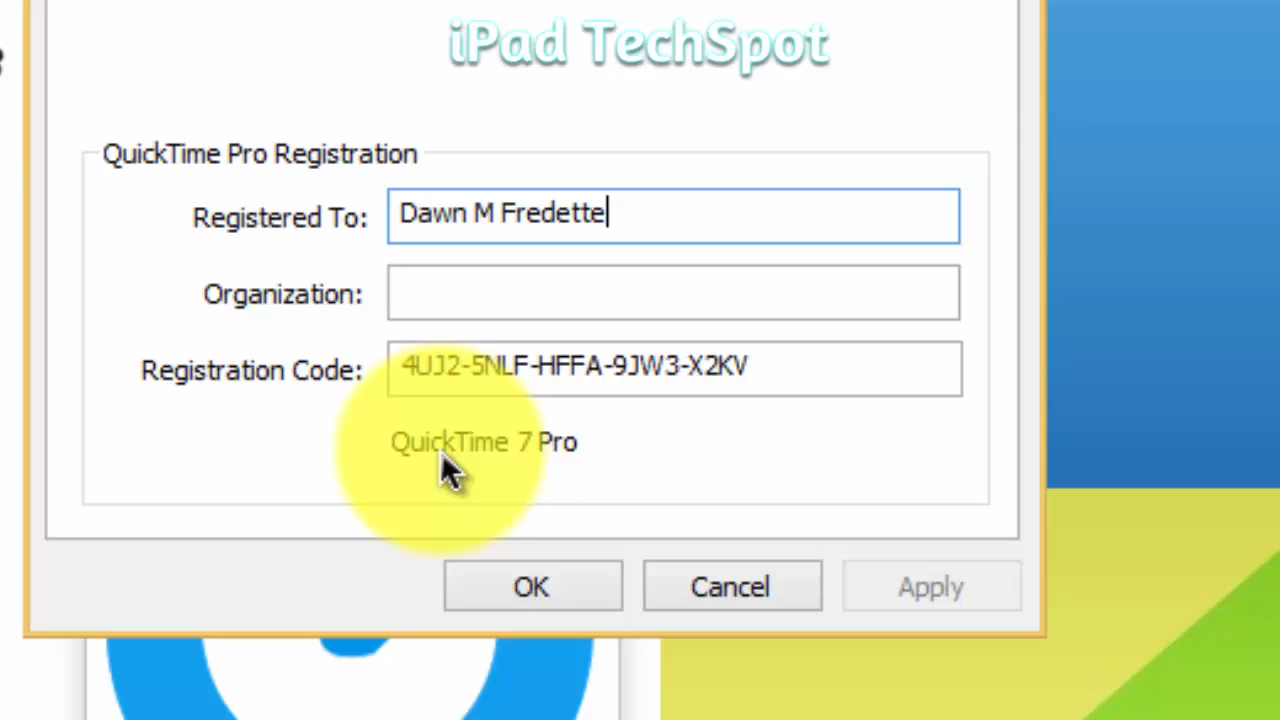 iPad TechSpot
QuickTime Pro Registration
Registered To: Dawn M Fredette
Organization:
Registration Code: 4UJ2-5NLF-HFFA-9JW3-X2KV
QuickTime 7 Pro
OK Cancel Apply